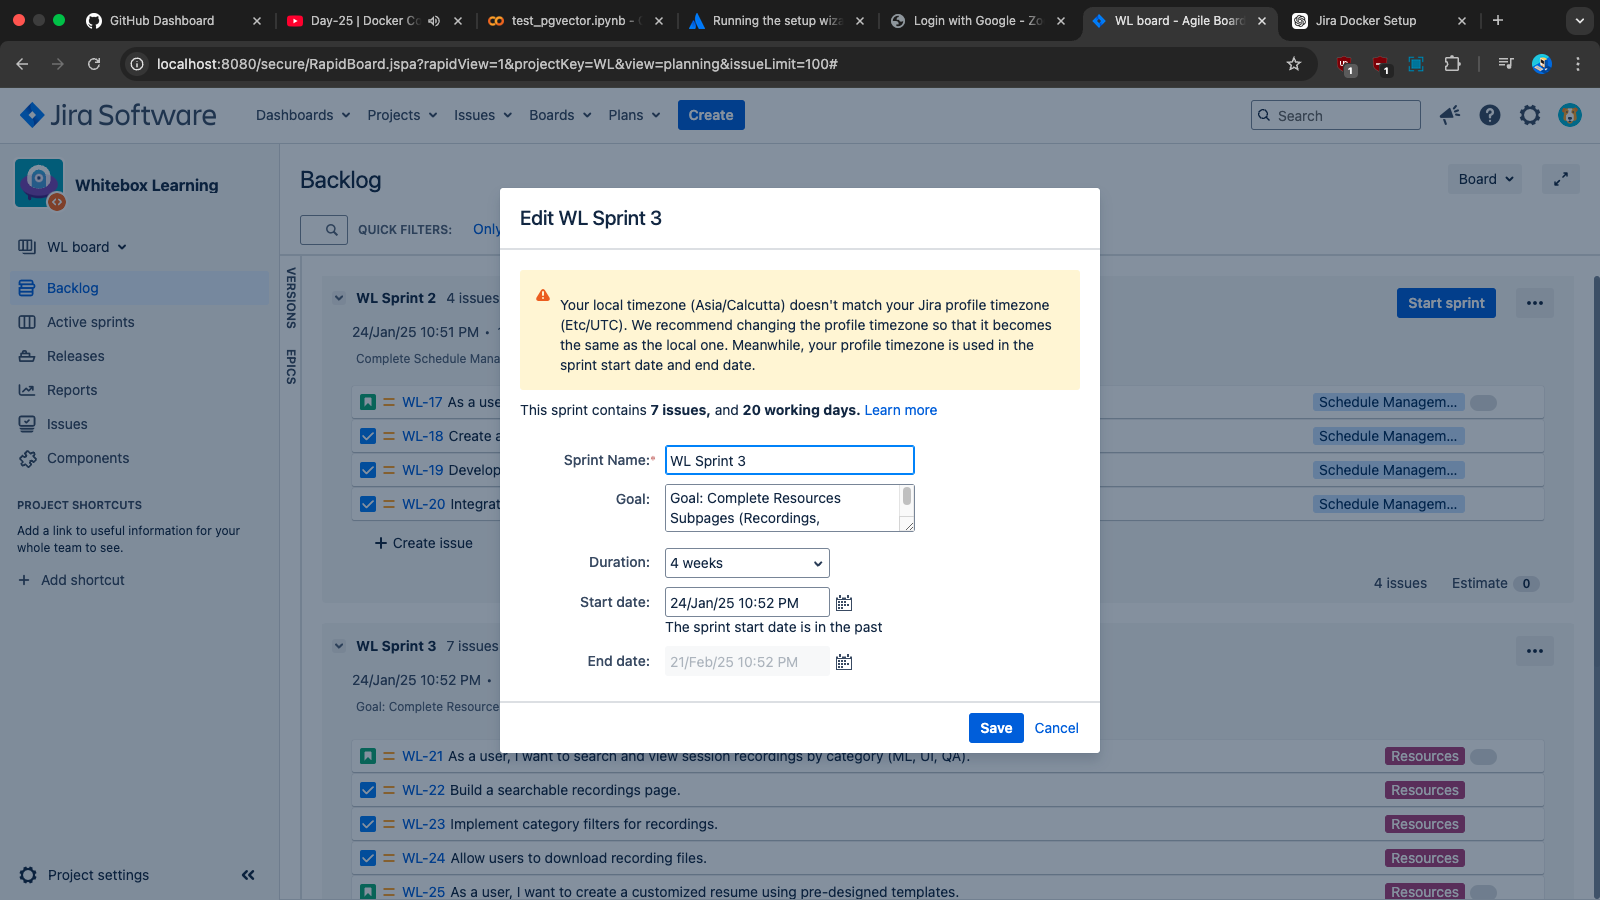 GitHub Dashboard
Day-25 | Docker Co
test_pgvector.ipynb -
Running the setup wiza
Login with Google - Zo
WL board - Agile Board
Jira Docker Setup
localhost:8080/secure/RapidBoard.jspa?rapidView=1&projectKey=WL&view=planning&issueLimit=100#
1
1
Jira Software
Dashboards
Projects
Issues
Boards
Plans
Create
Search
Whitebox Learning
WL board
Backlog
Active sprints
Releases
Reports
Issues
Components
PROJECT SHORTCUTS
Add a link to useful information for your
whole team to see.
+ Add shortcut
Project settings
Backlog
Board
QUICK FILTERS:
Only
VERSIONS
EPICS
WL Sprint 2 4 issues
Start sprint
24/Jan/25 10:51 PM •
Complete Schedule Mana
WL-17 As a use
Schedule Managem...
WL-18 Create a
Schedule Managem...
WL-19 Develop
Schedule Managem...
WL-20 Integrat
Schedule Managem...
+ Create issue
4 issues Estimate 0
WL Sprint 3 7 issues
24/Jan/25 10:52 PM •
Goal: Complete Resource
WL-21 As a user, I want to search and view session recordings by category (ML, UI, QA).
Resources
WL-22 Build a searchable recordings page.
Resources
WL-23 Implement category filters for recordings.
Resources
WL-24 Allow users to download recording files.
Resources
WL-25 As a user, I want to create a customized resume using pre-designed templates.
Resources
Edit WL Sprint 3
Your local timezone (Asia/Calcutta) doesn't match your Jira profile timezone
(Etc/UTC). We recommend changing the profile timezone so that it becomes
the same as the local one. Meanwhile, your profile timezone is used in the
sprint start date and end date.
This sprint contains 7 issues, and 20 working days. Learn more
Sprint Name:* WL Sprint 3
Goal: Goal: Complete Resources
Subpages (Recordings,
Duration: 4 weeks
Start date: 24/Jan/25 10:52 PM
The sprint start date is in the past
End date: 21/Feb/25 10:52 PM
Save Cancel